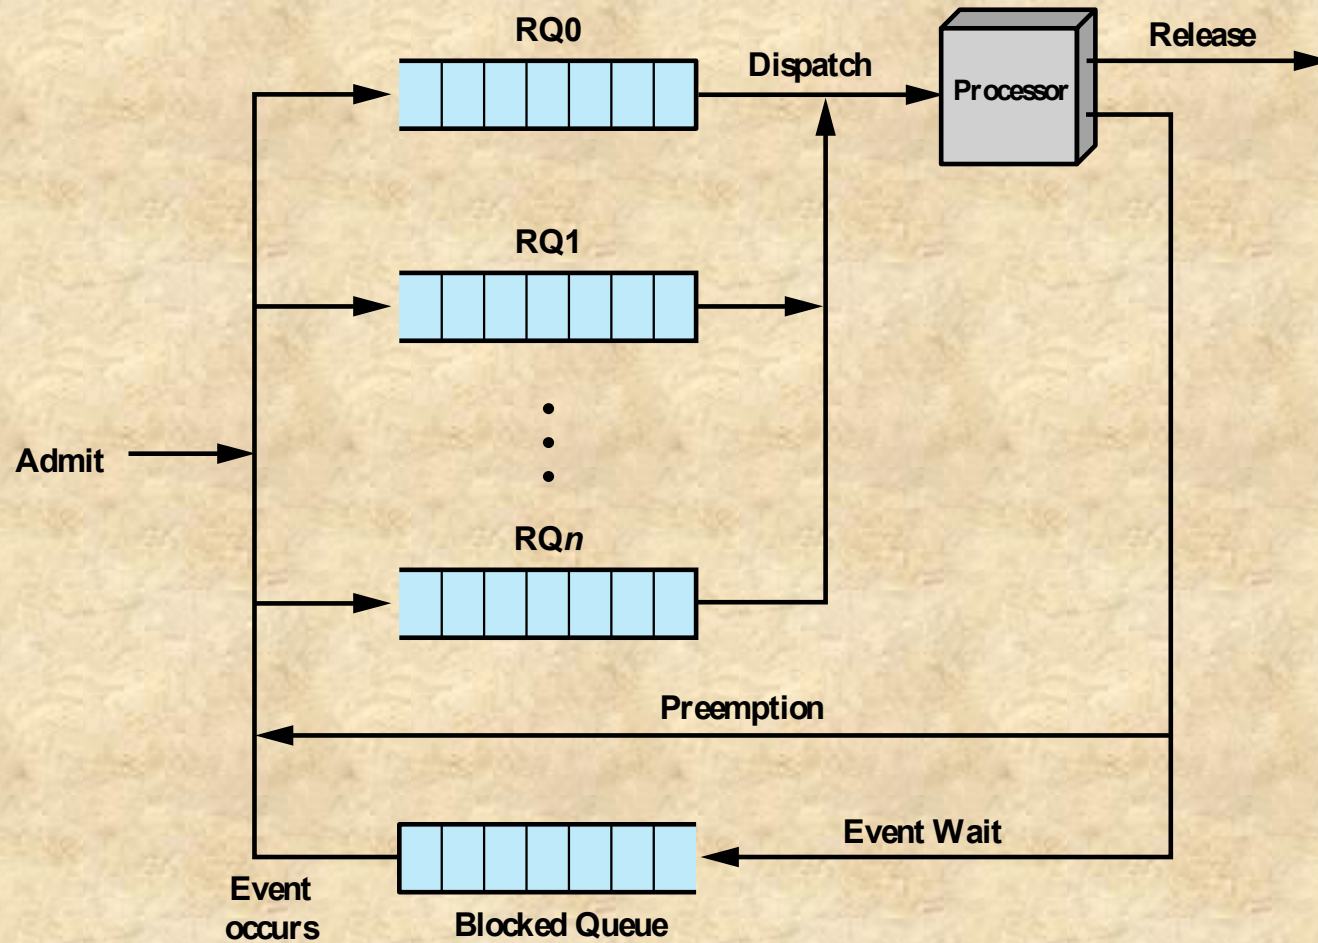 RQ0
Release
Dispatch
Processor
RQ1
Admit
RQn
Preemption
Event Wait
Event
occurs
Blocked Queue